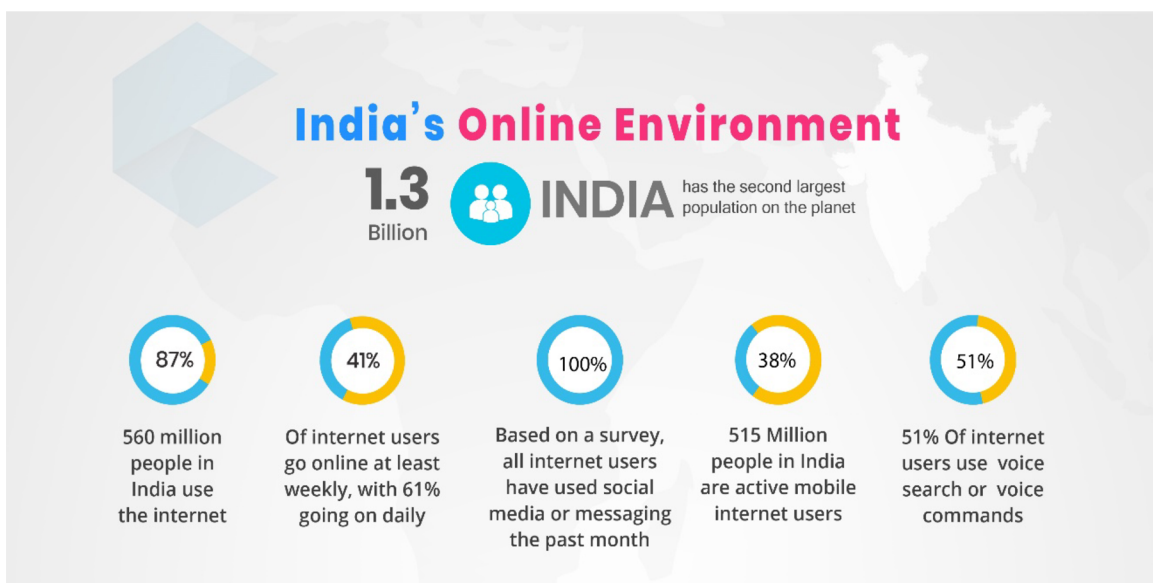 India's Online Environment
1.3
Billion
INDIA
has the second largest
population on the planet
87%
560 million
people in
India use
the internet
41%
Of internet users
go online at least
weekly, with 61%
going on daily
100%
Based on a survey,
all internet users
have used social
media or messaging
the past month
38%
515 Million
people in India
are active mobile
internet users
51%
51% Of internet
users use voice
search or voice
commands